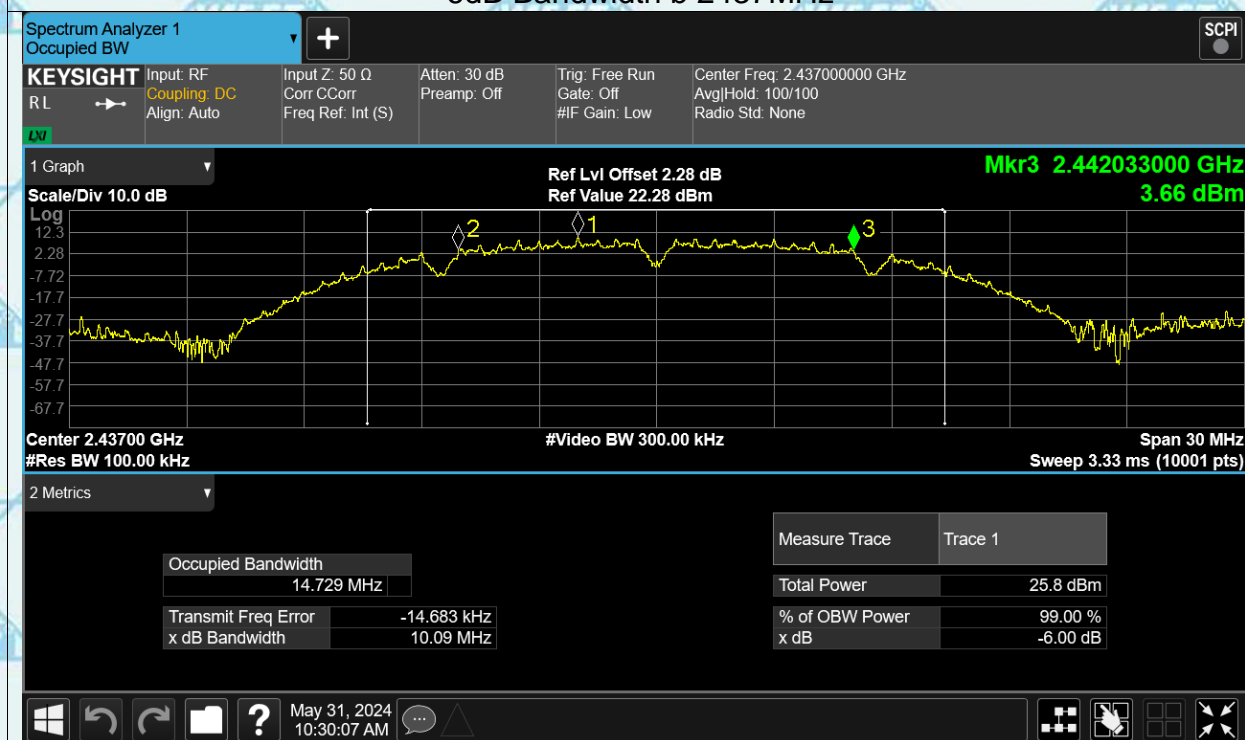 Spectrum Analyzer 1
Occupied BW
SCPI
KEYSIGHT
R L
LXI
Input: RF
Coupling: DC
Align: Auto
Input Z: 50 Ω
Corr CCorr
Freq Ref: Int (S)
Atten: 30 dB
Preamp: Off
Trig: Free Run
Gate: Off
#IF Gain: Low
Center Freq: 2.437000000 GHz
Avg|Hold: 100/100
Radio Std: None
1 Graph
Scale/Div 10.0 dB
Ref Lvl Offset 2.28 dB
Ref Value 22.28 dBm
Mkr3 2.442033000 GHz
3.66 dBm
Log
12.3
2.28
-7.72
-17.7
-27.7
-37.7
-47.7
-57.7
-67.7
2
1
3
Center 2.43700 GHz
#Res BW 100.00 kHz
#Video BW 300.00 kHz
Span 30 MHz
Sweep 3.33 ms (10001 pts)
2 Metrics
Occupied Bandwidth
14.729 MHz
Transmit Freq Error -14.683 kHz
x dB Bandwidth 10.09 MHz
Measure Trace Trace 1
Total Power 25.8 dBm
% of OBW Power 99.00 %
x dB -6.00 dB
May 31, 2024
10:30:07 AM